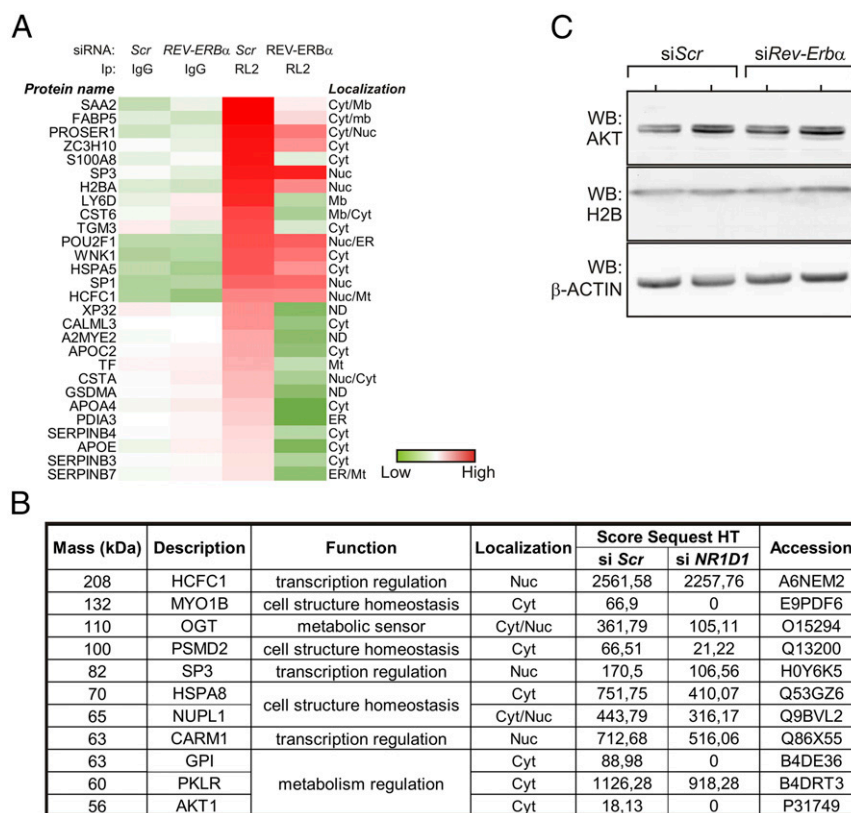 A
siRNA: Scr REV-ERBα Scr REV-ERBα
Ip: IgG IgG RL2 RL2
Protein name Localization
SAA2 Cyt/Mb
FABP5 Cyt/mb
PROSER1 Cyt/Nuc
ZC3H10 Cyt
S100A8 Cyt
SP3 Nuc
H2BA Nuc
LY6D Mb
CST6 Mb/Cyt
TGM3 Cyt
POU2F1 Nuc/ER
WNK1 Cyt
HSPA5 Cyt
SP1 Nuc
HCFC1 Nuc/Mt
XP32 ND
CALML3 Cyt
A2MYE2 ND
APOC2 Cyt
TF Mt
CSTA Nuc/Cyt
GSDMA ND
APOA4 Cyt
PDIA3 ER
SERPINB4 Cyt
APOE Cyt
SERPINB3 Cyt
SERPINB7 ER/Mt
Low High
C
siScr siRev-Erbα
WB:
AKT
WB:
H2B
WB:
β-ACTIN
B
Mass (kDa) Description Function Localization Score Sequest HT Accession
si Scr si NR1D1
208 HCFC1 transcription regulation Nuc 2561,58 2257,76 A6NEM2
132 MYO1B cell structure homeostasis Cyt 66,9 0 E9PDF6
110 OGT metabolic sensor Cyt/Nuc 361,79 105,11 O15294
100 PSMD2 cell structure homeostasis Cyt 66,51 21,22 Q13200
82 SP3 transcription regulation Nuc 170,5 106,56 H0Y6K5
70 HSPA8 cell structure homeostasis Cyt 751,75 410,07 Q53GZ6
65 NUPL1 Cyt/Nuc 443,79 316,17 Q9BVL2
63 CARM1 transcription regulation Nuc 712,68 516,06 Q86X55
63 GPI Cyt 88,98 0 B4DE36
60 PKLR metabolism regulation Cyt 1126,28 918,28 B4DRT3
56 AKT1 Cyt 18,13 0 P31749